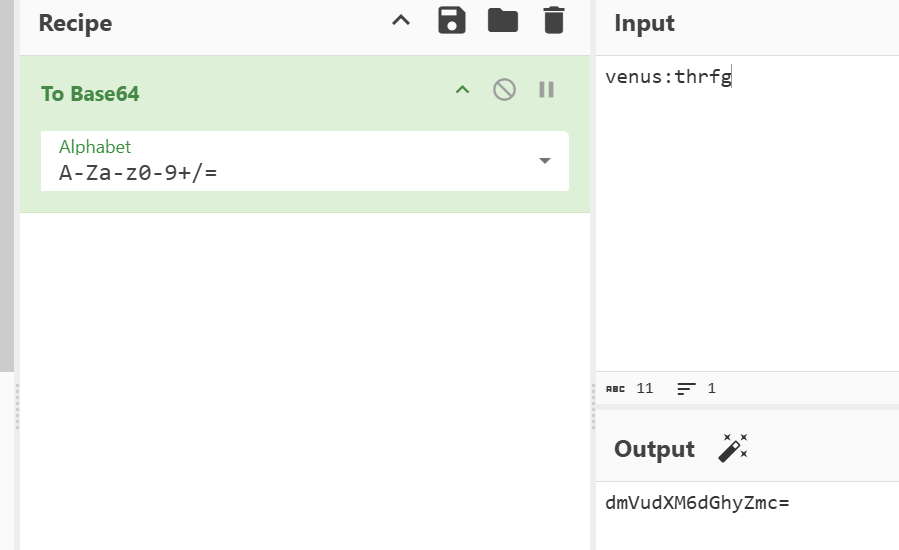 Recipe
To Base64
Alphabet
A-Za-z0-9+/=
Input
venus:thrfg
ABC 11 1
Output
dmVudXM6dGhyZmc=